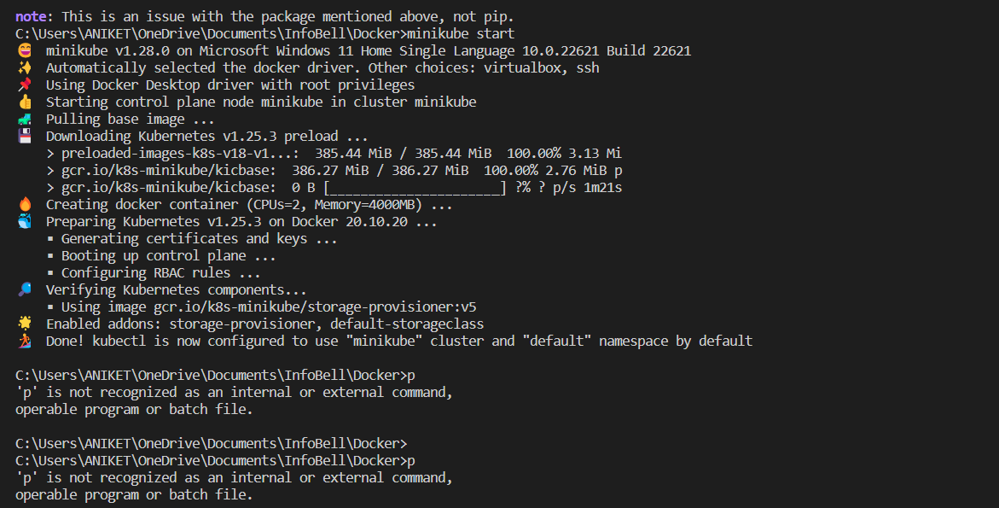 note: This is an issue with the package mentioned above, not pip.
C:\Users\ANIKET\OneDrive\Documents\InfoBell\Docker>minikube start
😄 minikube v1.28.0 on Microsoft Windows 11 Home Single Language 10.0.22621 Build 22621
✨ Automatically selected the docker driver. Other choices: virtualbox, ssh
📌 Using Docker Desktop driver with root privileges
👍 Starting control plane node minikube in cluster minikube
🚜 Pulling base image ...
💾 Downloading Kubernetes v1.25.3 preload ...
> preloaded-images-k8s-v18-v1...: 385.44 MiB / 385.44 MiB 100.00% 3.13 Mi
> gcr.io/k8s-minikube/kicbase: 386.27 MiB / 386.27 MiB 100.00% 2.76 MiB p
> gcr.io/k8s-minikube/kicbase: 0 B [_______________________] ?% ? p/s 1m21s
🔥 Creating docker container (CPUs=2, Memory=4000MB) ...
🐳 Preparing Kubernetes v1.25.3 on Docker 20.10.20 ...
▪ Generating certificates and keys ...
▪ Booting up control plane ...
▪ Configuring RBAC rules ...
🔎 Verifying Kubernetes components...
▪ Using image gcr.io/k8s-minikube/storage-provisioner:v5
🌟 Enabled addons: storage-provisioner, default-storageclass
🏄 Done! kubectl is now configured to use "minikube" cluster and "default" namespace by default
C:\Users\ANIKET\OneDrive\Documents\InfoBell\Docker>p
'p' is not recognized as an internal or external command,
operable program or batch file.
C:\Users\ANIKET\OneDrive\Documents\InfoBell\Docker>
C:\Users\ANIKET\OneDrive\Documents\InfoBell\Docker>p
'p' is not recognized as an internal or external command,
operable program or batch file.